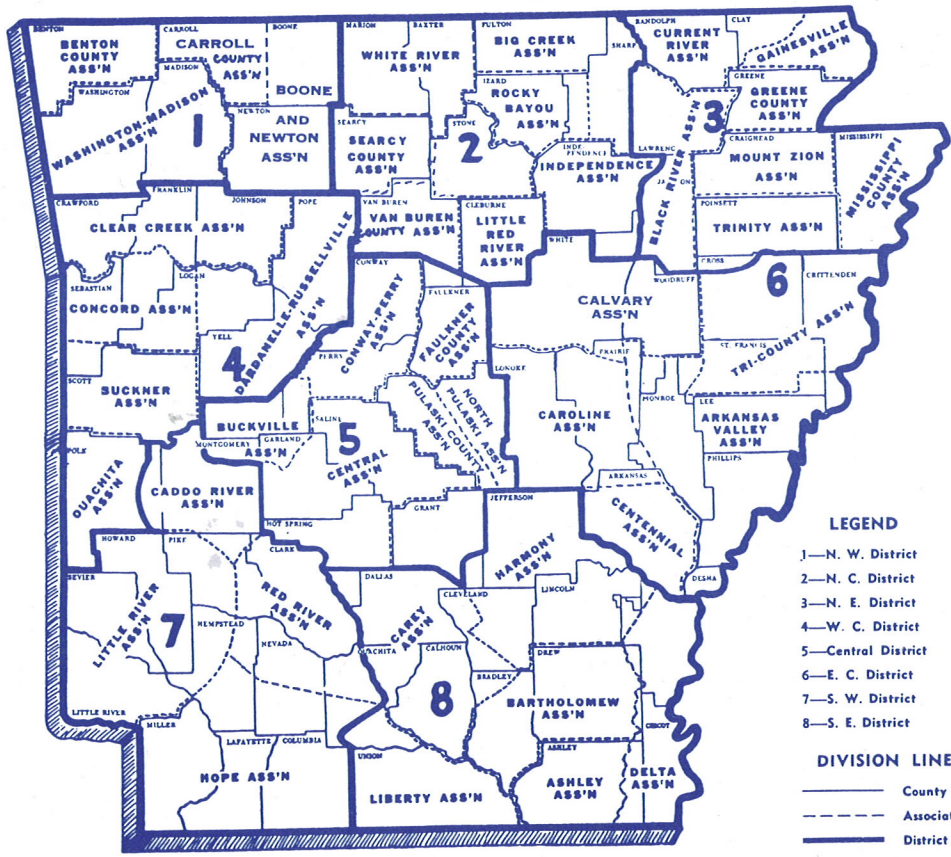 BENTON
CARROLL
BOONE
MARION
BAXTER
FULTON
SHARP
RANDOLPH
CLAY
BENTON
COUNTY
ASS'N
CARROLL
COUNTY
ASS'N
WHITE RIVER
ASS'N
BIG CREEK
ASS'N
CURRENT
RIVER
ASS'N
GAINESVILLE
ASS'N
MADISON
WASHINGTON
BOONE
AND
NEWTON
ASS'N
NEWTON
WASHINGTON-MADISON
ASS'N
1
IZARD
ROCKY
BAYOU
ASS'N
GREENE
GREENE
COUNTY
ASS'N
3
SEARCY
SEARCY
COUNTY
ASS'N
STONE
2
INDE
PENDENCE
INDEPENDENCE
ASS'N
LAWRENC
BLACK RIVER ASS'N
CRAIGHEAD
MOUNT ZION
ASS'N
MISSISSIPPI
MISSISSIPPI
COUNTY
ASS'N
CRAWFORD
FRANKLIN
JOHNSON
POPE
CLEAR CREEK ASS'N
VAN BUREN
VAN BUREN
COUNTY ASS'N
CLEBURNE
LITTLE
RED
RIVER
ASS'N
WHITE
POINSETT
TRINITY ASS'N
CROSS
6
CRITTENDEN
SEBASTIAN
LOGAN
CONCORD ASS'N
DARDANELLE-RUSSELLVILLE
ASS'N
CONWAY
CONWAY-PERRY
ASS'N
FAULKNER
FAULKNER
COUNTY
ASS'N
CALVARY
ASS'N
WOODRUFF
TRI-COUNTY ASS'N
ST. FRANCIS
YELL
4
PERRY
SCOTT
SUCKNER
ASS'N
LONOKE
PRAIRIE
MONROE
LEE
BUCKVILLE
ASS'N
SALINE
5
PULASKI COUNTY
ASS'N
NORTH
PULASKI ASS'N
CAROLINE
ASS'N
ARKANSAS
VALLEY
ASS'N
PHILLIPS
POLK
OUACHITA
ASS'N
MONTGOMERY
GARLAND
CADDO RIVER
ASS'N
CENTRAL
ASS'N
HOT SPRING
GRANT
JEFFERSON
ARKANSAS
CENTENNIAL
ASS'N
DESHA
HOWARD
PIKE
CLARK
DALLAS
HARMONY
ASS'N
CLEVELAND
LINCOLN
SEVIER
LITTLE RIVER
ASS'N
7
RED RIVER
ASS'N
HEMPSTEAD
NEVADA
CAREY
ASS'N
OUACHITA
CALHOUN
8
BRADLEY
DREW
BARTHOLOMEW
ASS'N
CHICOT
LITTLE RIVER
MILLER
LAFAYETTE
COLUMBIA
HOPE ASS'N
UNION
LIBERTY ASS'N
ASHLEY
ASHLEY
ASS'N
DELTA
ASS'N
LEGEND
1—N. W. District
2—N. C. District
3—N. E. District
4—W. C. District
5—Central District
6—E. C. District
7—S. W. District
8—S. E. District
DIVISION LINE
County
Associat
District